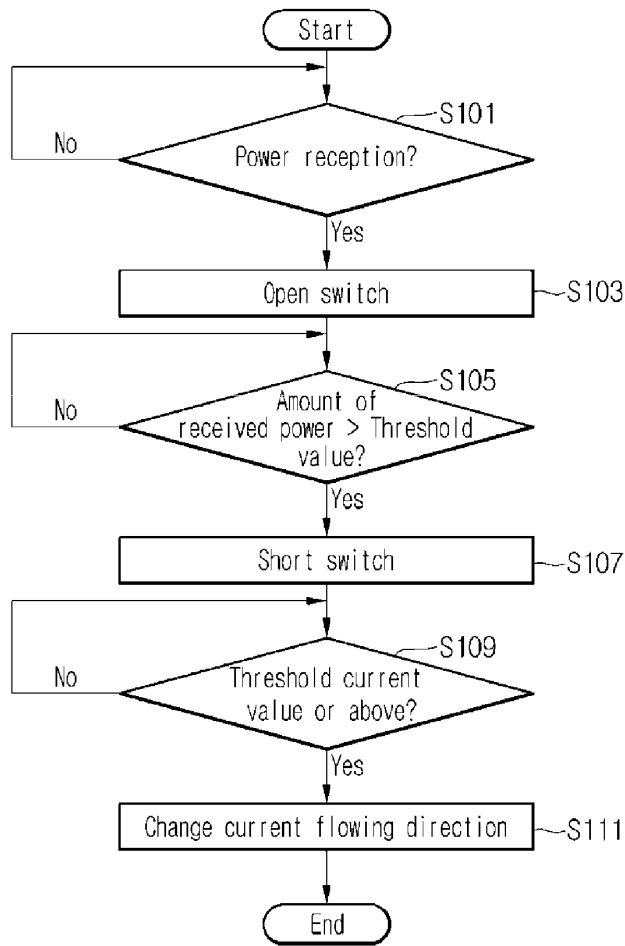 Start
S101
No
Power reception?
Yes
Open switch
S103
S105
No
Amount of
received power > Threshold
value?
Yes
Short switch
S107
S109
No
Threshold current
value or above?
Yes
Change current flowing direction
S111
End